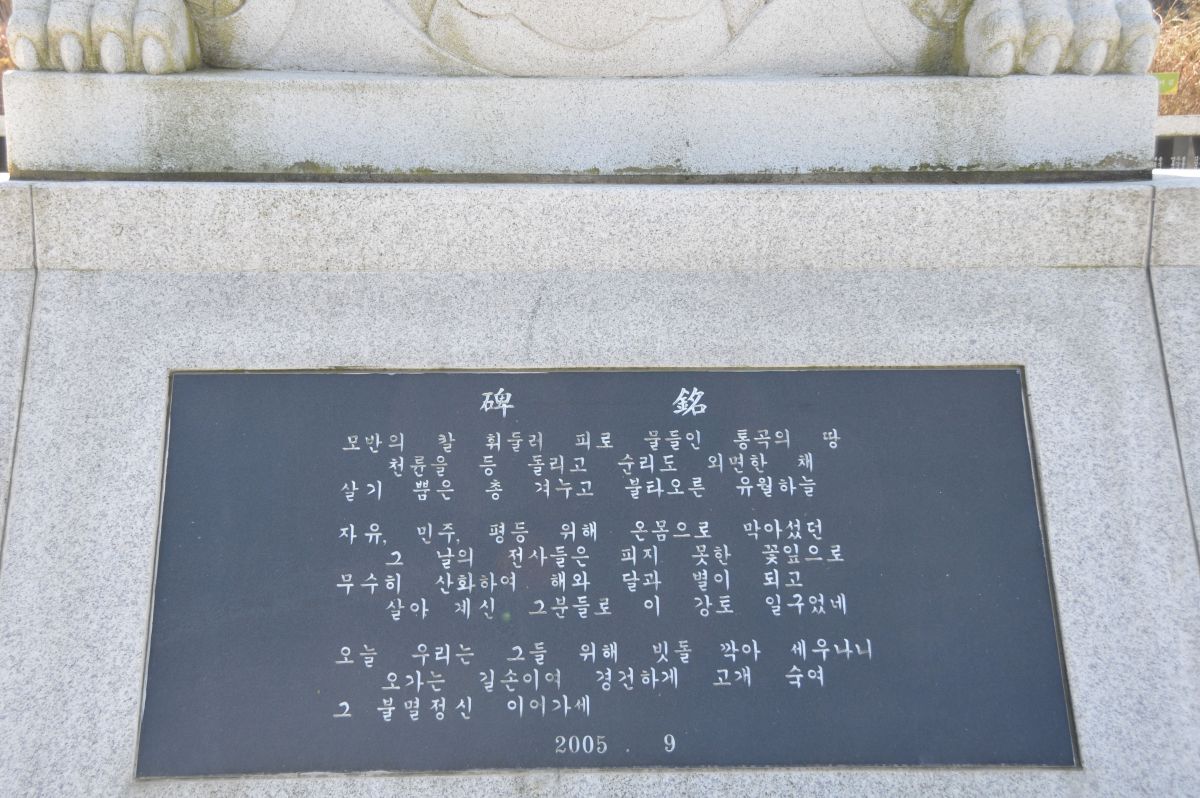 碑 銘
모반의 칼 휘둘러 피로 물들인 통곡의 땅
천륜을 등 돌리고 순리도 외면한 채
살기 뿜은 총 겨누고 불타오른 유월하늘
자유, 민주, 평등 위해 온몸으로 막아섰던
그 날의 전사들은 피지 못한 꽃잎으로
무수히 산화하여 해와 달과 별이 되고
살아 계신 그분들로 이 강토 일구었네
오늘 우리는 그들 위해 빗돌 깍아 세우나니
오가는 길손이여 경건하게 고개 숙여
그 불멸정신 이어가세
2005 . 9